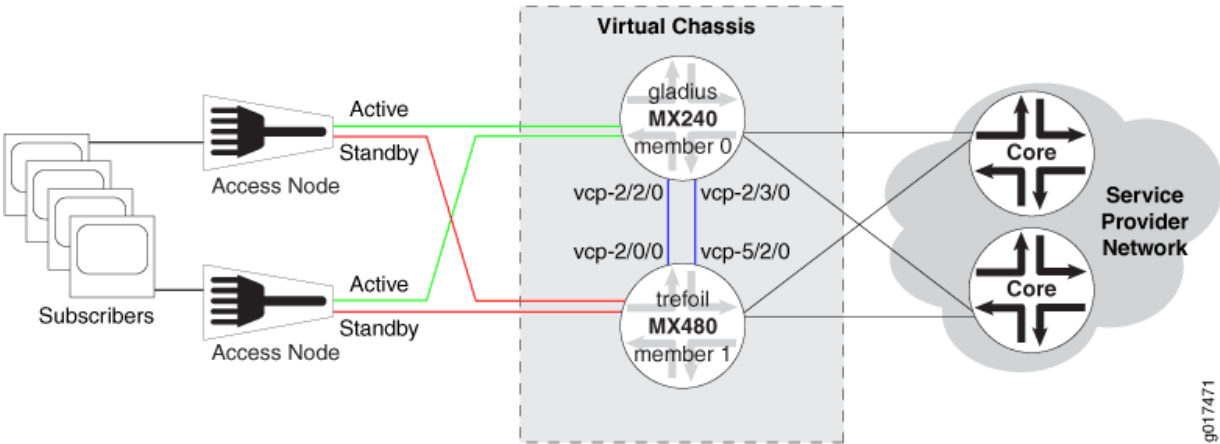 Virtual Chassis
gladius
MX240
member 0
Active
Standby
Access Node
vcp-2/2/0
vcp-2/3/0
vcp-2/0/0
vcp-5/2/0
Core
Service
Provider
Network
Core
Active
Standby
Access Node
Subscribers
trefoil
MX480
member 1
g017471